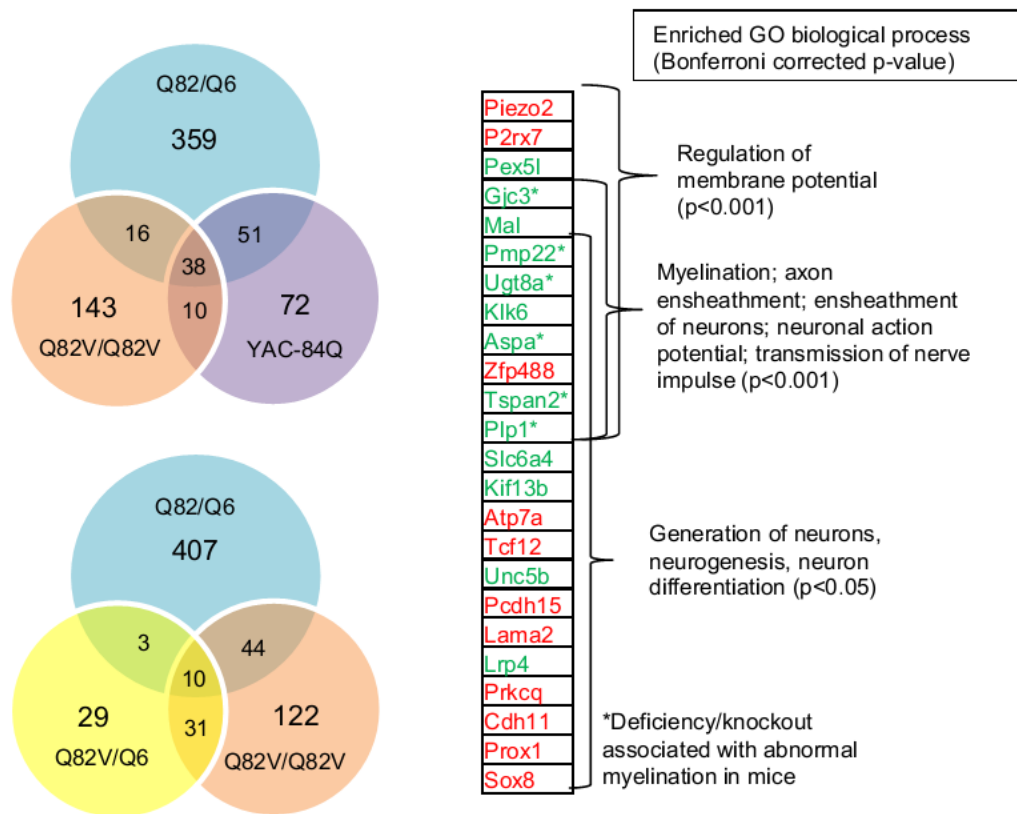 Q82/Q6
359
16
51
38
143
10
72
Q82V/Q82V
YAC-84Q
Q82/Q6
407
3
44
10
29
31
122
Q82V/Q6
Q82V/Q82V
Piezo2
P2rx7
Pex5l
Gjc3*
Mal
Pmp22*
Ugt8a*
Klk6
Aspa*
Zfp488
Tspan2*
Plp1*
Slc6a4
Kif13b
Atp7a
Tcf12
Unc5b
Pcdh15
Lama2
Lrp4
Prkcq
Cdh11
Prox1
Sox8
Enriched GO biological process
(Bonferroni corrected p-value)
Regulation of
membrane potential
(p<0.001)
Myelination; axon
ensheathment; ensheathment
of neurons; neuronal action
potential; transmission of nerve
impulse (p<0.001)
Generation of neurons,
neurogenesis, neuron
differentiation (p<0.05)
*Deficiency/knockout
associated with abnormal
myelination in mice